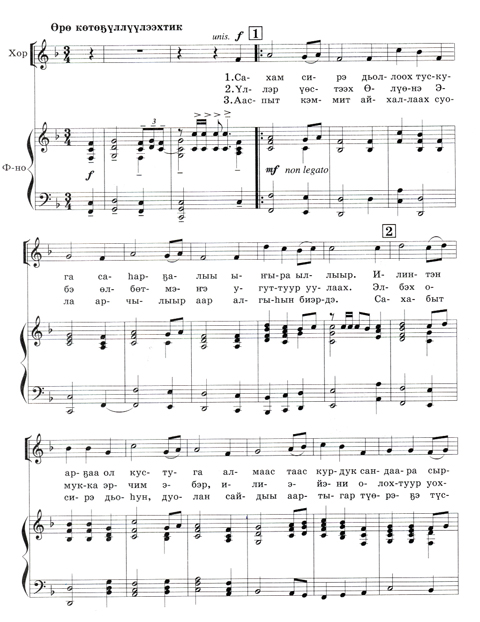 Өрө көтөҕүллүүлээхтик
unis. f 1
Хор
1.Са- хам си- рэ дьол- лоох тус- ку-
2.Үл- лэр үөс- тээх Ө- лүө- нэ Э-
3.Аас- пыт кэм- мит ай- хал- лаах суо-
Ф-но
f
mf non legato
3 3
2
га са- һар- ҕа- лыы ы- ҥы- ра ыл- лыыр. И- лин- тэн
бэ өл- бөт- мэ- ҥэ у- гут- туур уу- лаах. Эл- бэх о-
ла ар- чы- лыыр аар ал- гы- һын биэр- дэ. Са- ха- быт
ар- ҕаа ол кус- ту- га ал- маас таас кур- дук сан- даа- ра сыр-
мук- ка эр- чим э- бэр, и- ли- э- йэ- ни о- лох- туур уох-
си- рэ дьо- һун, дуо- лан сай- дыы аар- ты- гар түө- рэ- ҕэ түс-